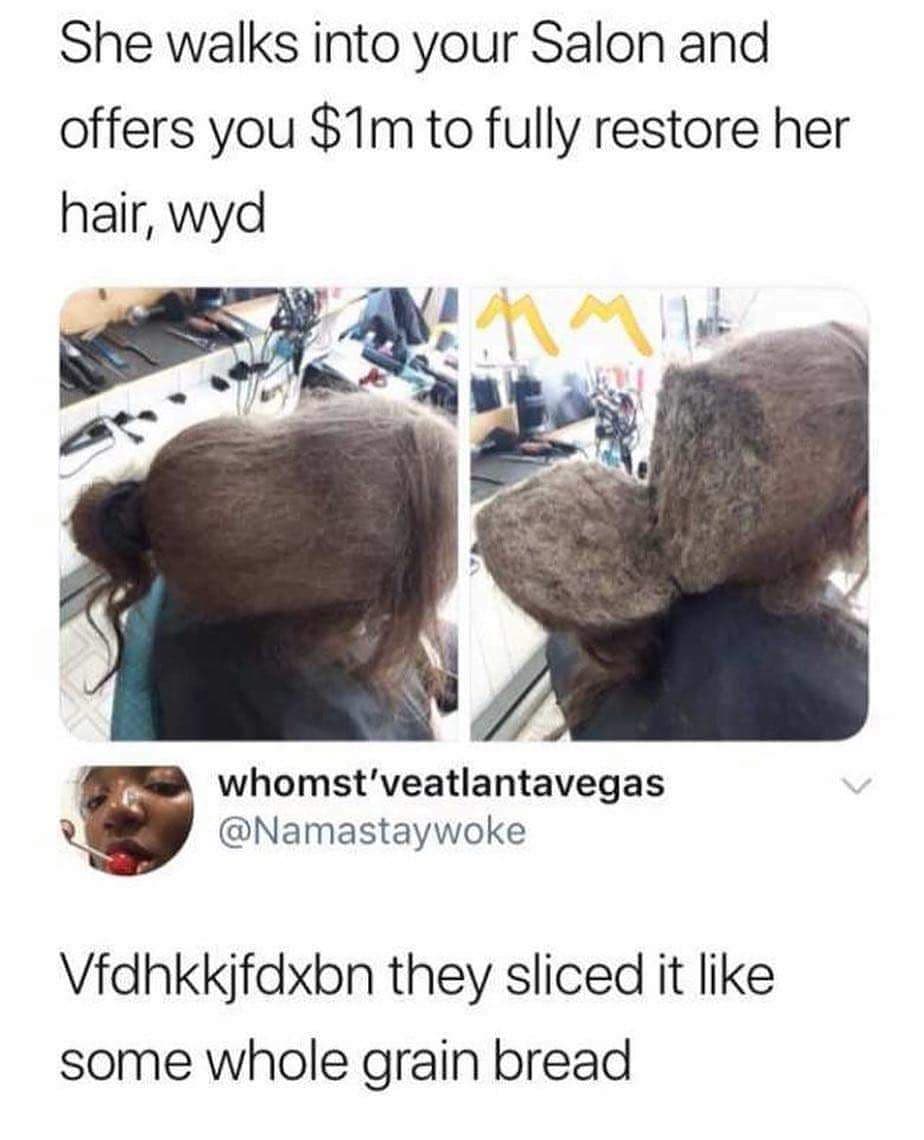 She walks into your Salon and
offers you $1m to fully restore her
hair, wyd
whomst'veatlantavegas
@Namastaywoke
Vfdhkkjfdxbn they sliced it like
some whole grain bread